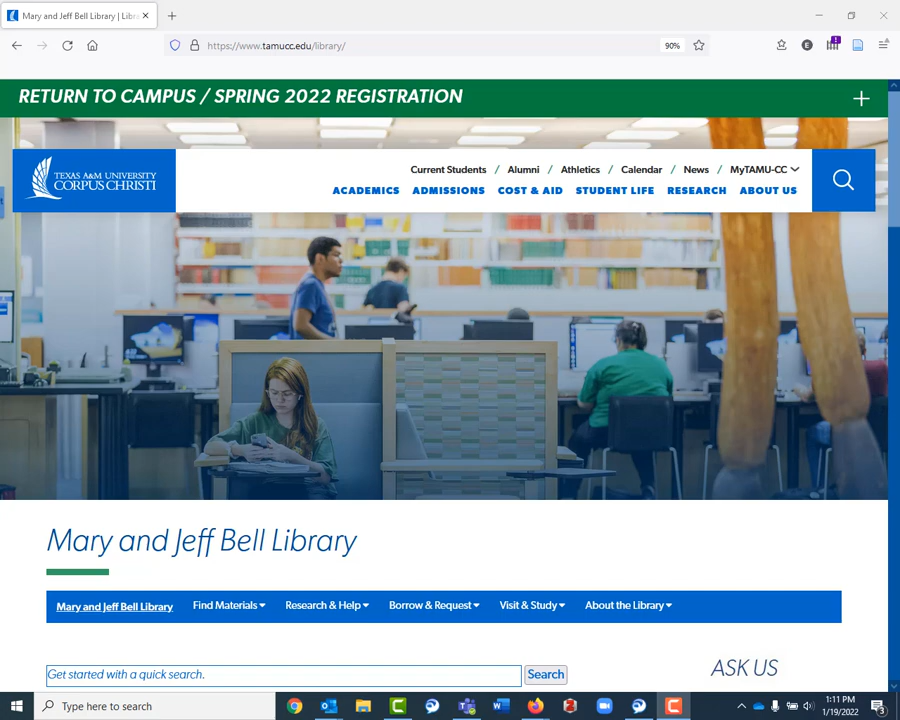 Mary and Jeff Bell Library | Libr
https://www.tamucc.edu/library/
90%
E
RETURN TO CAMPUS / SPRING 2022 REGISTRATION
TEXAS A&M UNIVERSITY
CORPUS CHRISTI
Current Students / Alumni / Athletics / Calendar / News / MyTAMU-CC
ACADEMICS ADMISSIONS COST & AID STUDENT LIFE RESEARCH ABOUT US
Mary and Jeff Bell Library
Mary and Jeff Bell Library Find Materials Research & Help Borrow & Request Visit & Study About the Library
Get started with a quick search. Search
ASK US
Type here to search
1:11 PM
1/19/2022
3